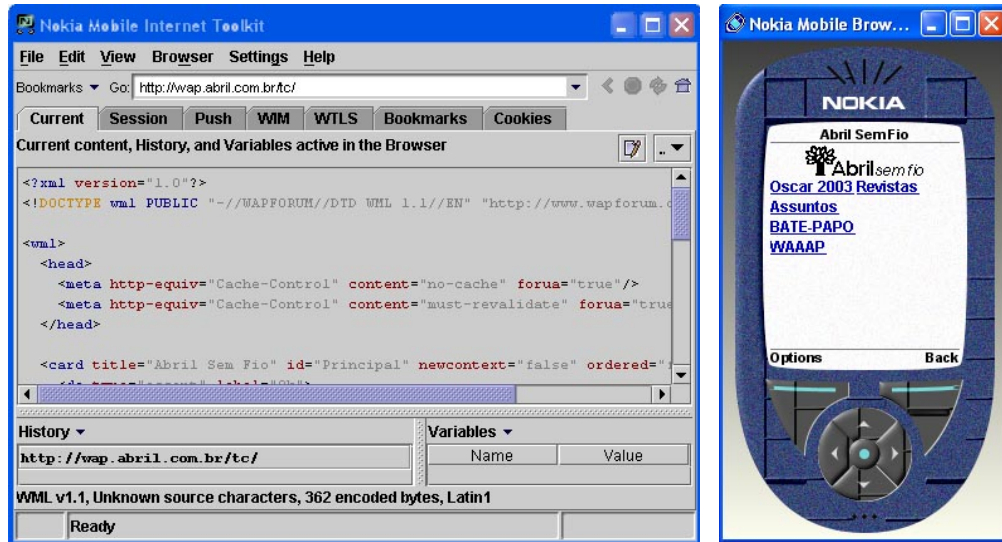 Nokia Mobile Internet Toolkit
File Edit View Browser Settings Help
Bookmarks Go: http://wap.abril.com.br/tc/
Current Session Push WIM WTLS Bookmarks Cookies
Current content, History, and Variables active in the Browser
..
<?xml version="1.0"?>
<!DOCTYPE wml PUBLIC "-//WAPFORUM//DTD WML 1.1//EN" "http://www.wapforum.
<wml>
<head>
<meta http-equiv="Cache-Control" content="no-cache" forua="true"/>
<meta http-equiv="Cache-Control" content="must-revalidate" forua="true
</head>
<card title="Abril Sem Fio" id="Principal" newcontext="false" ordered="
History
Variables
http://wap.abril.com.br/tc/
Name Value
WML v1.1, Unknown source characters, 362 encoded bytes, Latin1
Ready
Nokia Mobile Brow...
NOKIA
Abril SemFio
Abril sem fio
Oscar 2003 Revistas
Assuntos
BATE-PAPO
WAAAP
Options Back